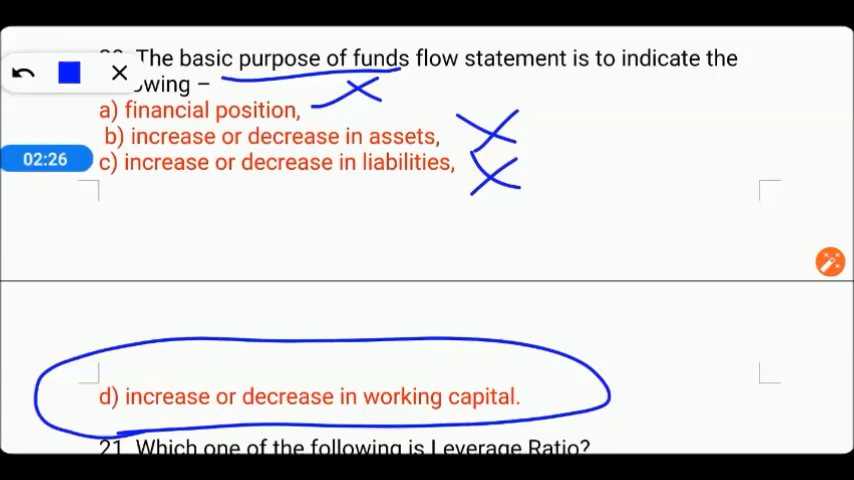 The basic purpose of funds flow statement is to indicate the
owing –
a) financial position,
b) increase or decrease in assets,
02:26
c) increase or decrease in liabilities,
d) increase or decrease in working capital.
21. Which one of the following is Leverage Ratio?